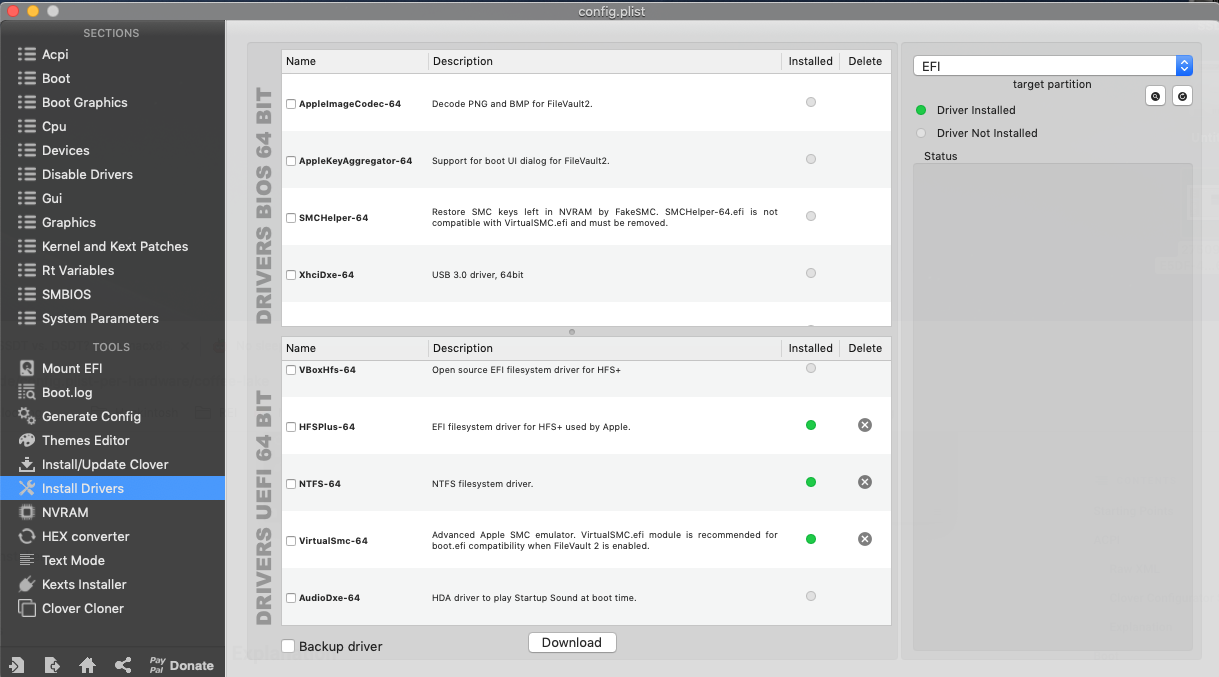 config.plist
SECTIONS
Acpi
Boot
Boot Graphics
Cpu
Devices
Disable Drivers
Gui
Graphics
Kernel and Kext Patches
Rt Variables
SMBIOS
System Parameters
TOOLS
Mount EFI
Boot.log
Generate Config
Themes Editor
Install/Update Clover
Install Drivers
NVRAM
HEX converter
Text Mode
Kexts Installer
Clover Cloner
Pay
Pal
Donate
DRIVERS BIOS 64 BIT
Name Description Installed Delete
AppleImageCodec-64 Decode PNG and BMP for FileVault2.
AppleKeyAggregator-64 Support for boot UI dialog for FileVault2.
SMCHelper-64 Restore SMC keys left in NVRAM by FakeSMC. SMCHelper-64.efi is not
compatible with VirtualSMC.efi and must be removed.
XhciDxe-64 USB 3.0 driver, 64bit
DRIVERS UEFI 64 BIT
Name Description Installed Delete
VBoxHfs-64 Open source EFI filesystem driver for HFS+
HFSPlus-64 EFI filesystem driver for HFS+ used by Apple.
NTFS-64 NTFS filesystem driver.
VirtualSmc-64 Advanced Apple SMC emulator. VirtualSMC.efi module is recommended for
boot.efi compatibility when FileVault 2 is enabled.
AudioDxe-64 HDA driver to play Startup Sound at boot time.
Backup driver
Download
EFI
target partition
Driver Installed
Driver Not Installed
Status